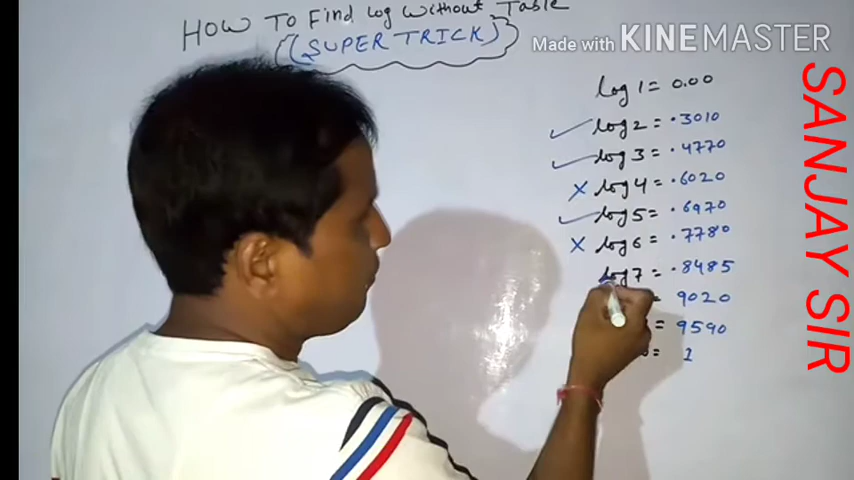 How To Find Log Without Table
(SUPER TRICK)
Made with KINEMASTER
log 1 = 0.00
log 2 = .3010
log 3 = .4770
× log 4 = .6020
log 5 = .6970
× log 6 = .7780
log 7 = .8485
9020
= 9590
= 1
SANJAY SIR